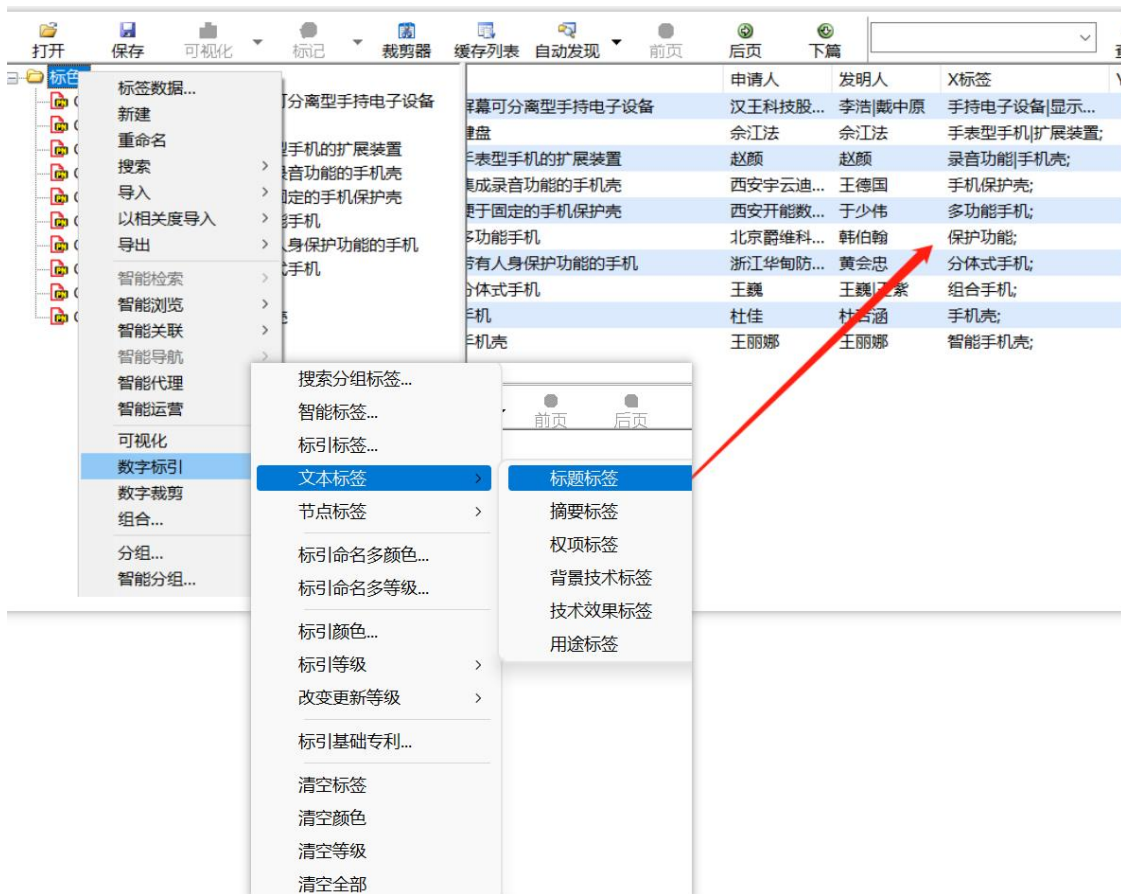 打开 保存 可视化 标记 裁剪器 缓存列表 自动发现 前页 后页 下篇
标色
申请人 发明人 X标签
可分离型手持电子设备
型手机的扩展装置
录音功能的手机壳
固定的手机保护壳
能手机
人身保护功能的手机
式手机
屏幕可分离型手持电子设备 汉王科技股... 李浩|戴中原 手持电子设备|显示...
键盘 佘江法 佘江法 手表型手机|扩展装置;
手表型手机的扩展装置 赵颜 赵颜 录音功能|手机壳;
集成录音功能的手机壳 西安宇云迪... 王德国 手机保护壳;
便于固定的手机保护壳 西安开能数... 于少伟 多功能手机;
多功能手机 北京爵维科... 韩伯翰 保护功能;
带有人身保护功能的手机 浙江华甸防... 黄会忠 分体式手机;
分体式手机 王巍 王巍|王紫 组合手机;
手机 杜佳 杜若涵 手机壳;
手机壳 王丽娜 王丽娜 智能手机壳;
标签数据...
新建
重命名
搜索
导入
以相关度导入
导出
智能检索
智能浏览
智能关联
智能导航
智能代理
智能运营
可视化
数字标引
数字裁剪
组合...
分组...
智能分组...
搜索分组标签...
智能标签...
标引标签...
文本标签
节点标签
标引命名多颜色...
标引命名多等级...
标引颜色...
标引等级
改变更新等级
标引基础专利...
清空标签
清空颜色
清空等级
清空全部
前页 后页
标题标签
摘要标签
权项标签
背景技术标签
技术效果标签
用途标签